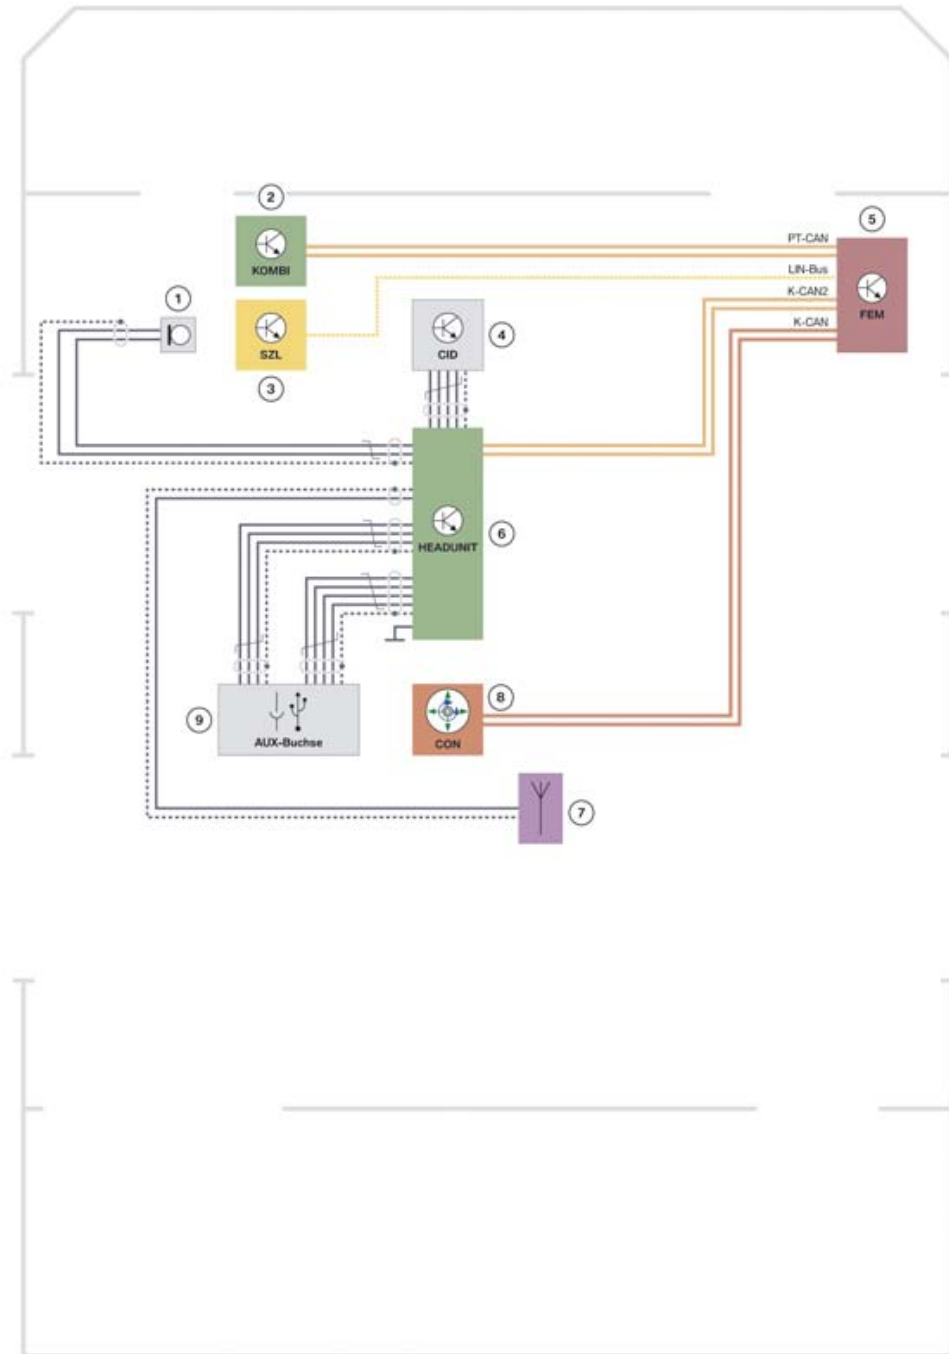 2
5
KOMBI
PT-CAN
LIN-Bus
K-CAN2
K-CAN
FEM
1
SZL
3
CID
4
HEADUNIT
6
9
AUX-Buchse
CON
8
7